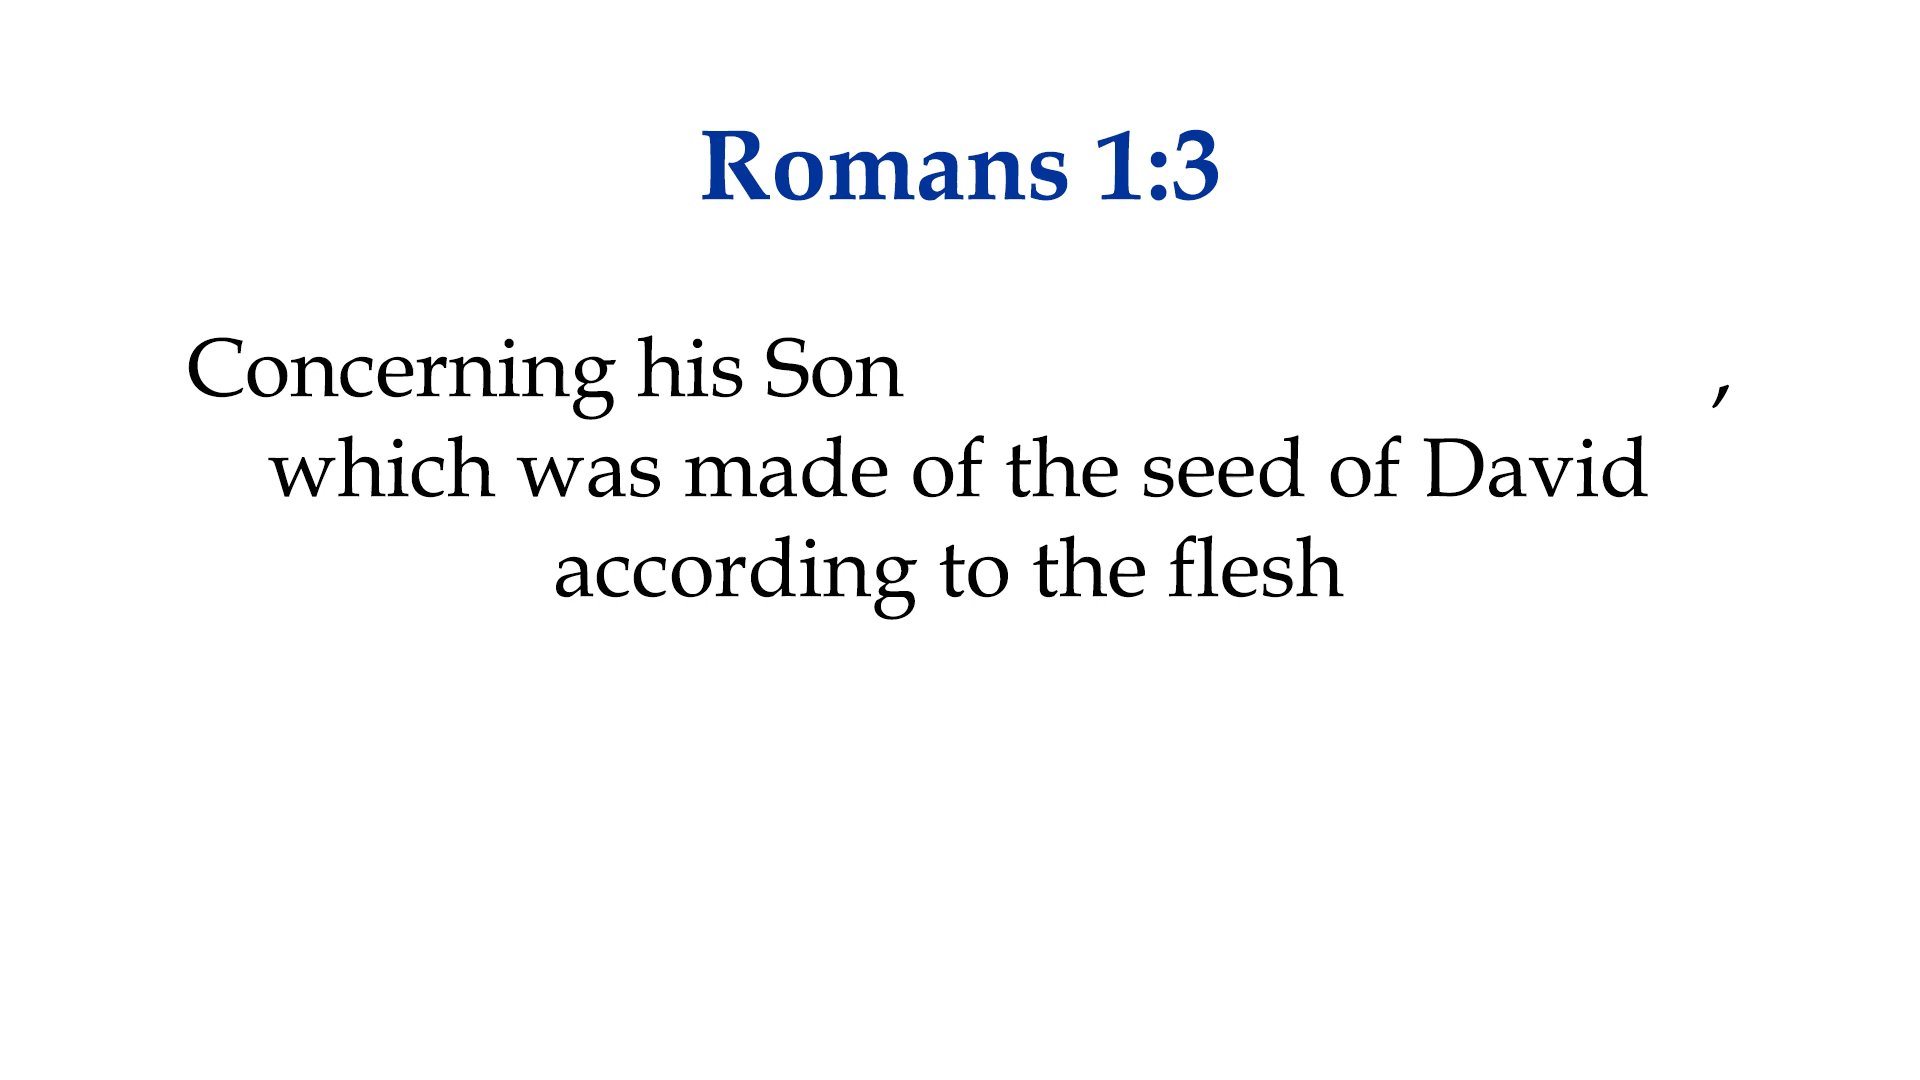 Romans 1:3
Concerning his Son ,
which was made of the seed of David
according to the flesh